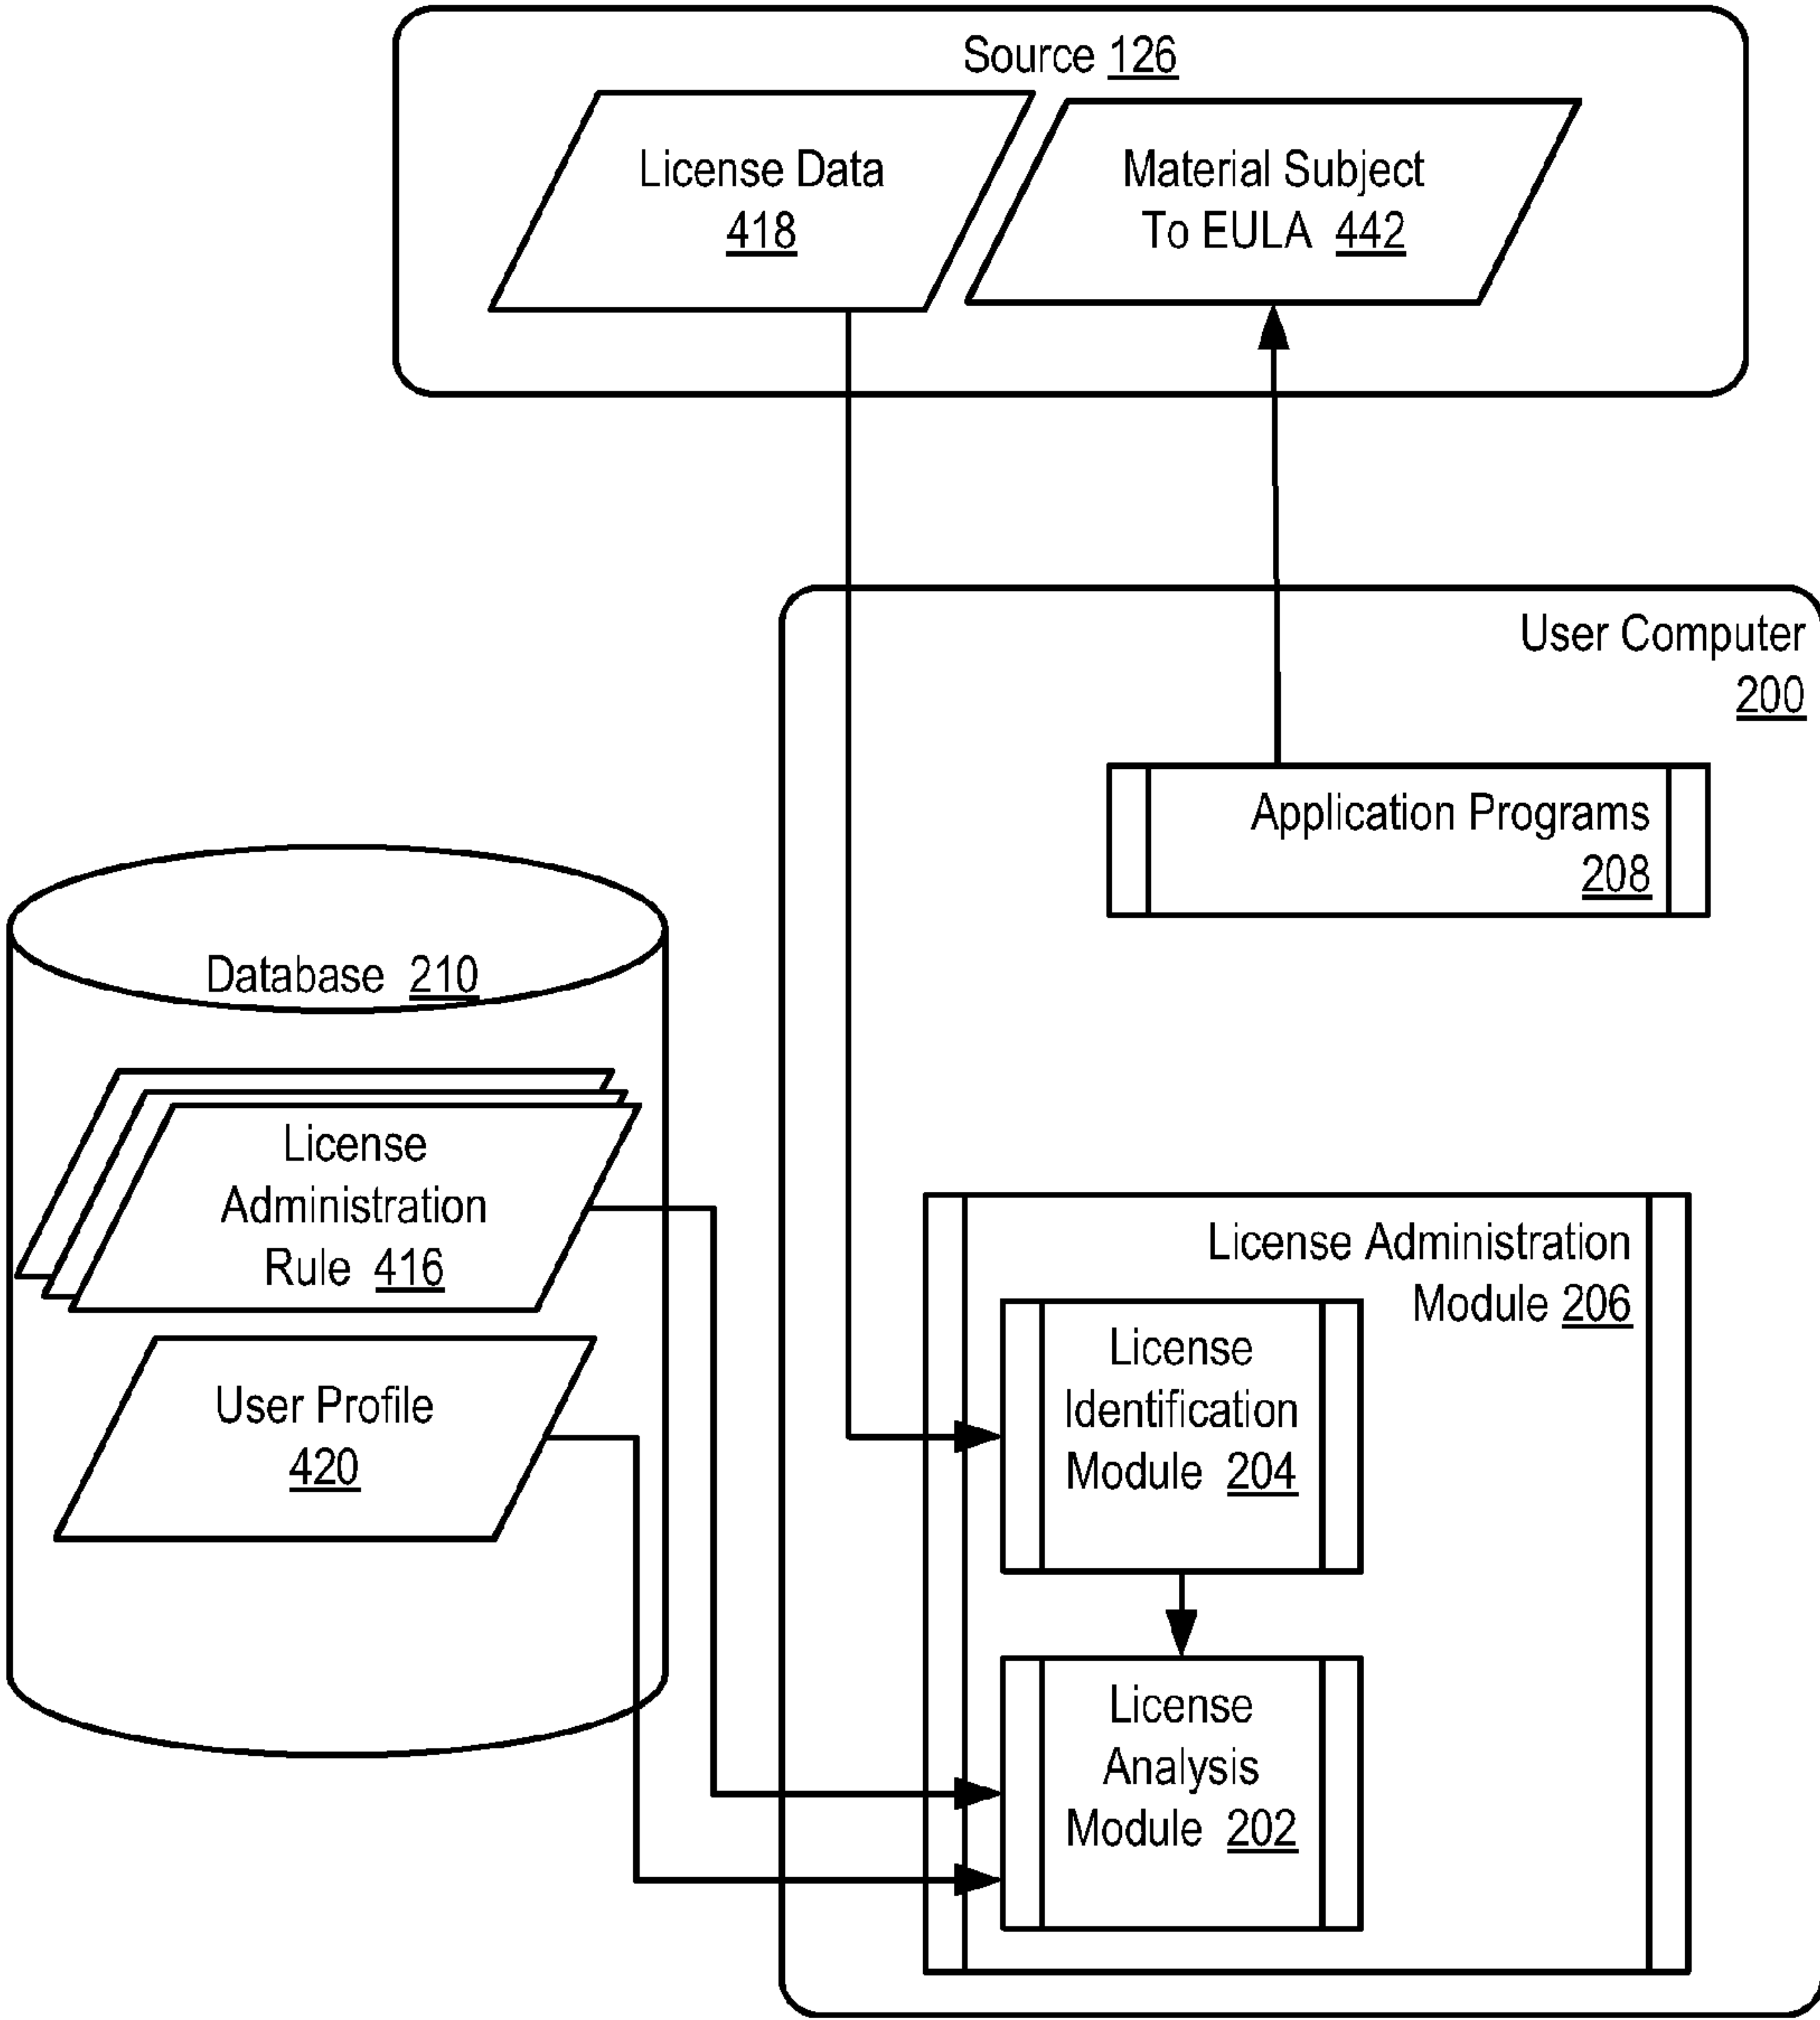 Source 126
License Data
418
Material Subject
To EULA 442
User Computer
200
Application Programs
208
Database 210
License
Administration
Rule 416
User Profile
420
License Administration
Module 206
License
Identification
Module 204
License
Analysis
Module 202